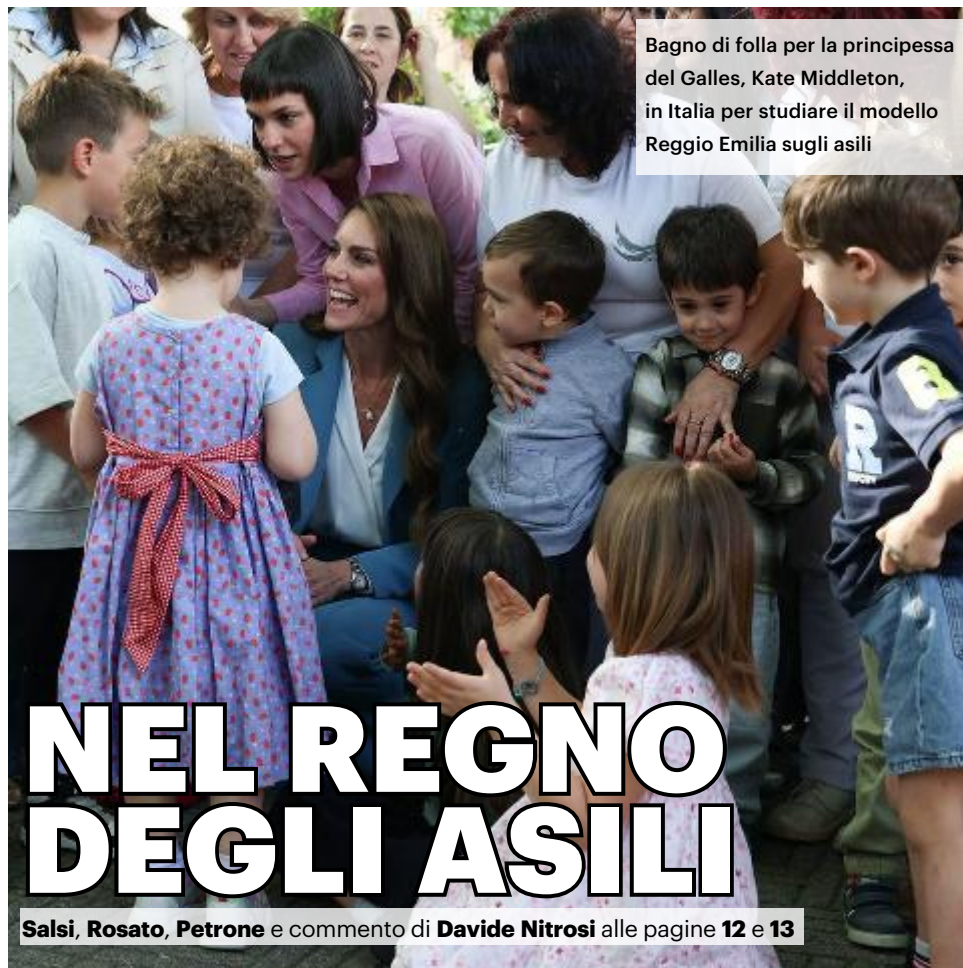 Bagno di folla per la principessa
del Galles, Kate Middleton,
in Italia per studiare il modello
Reggio Emilia sugli asili
B
R
NEL REGNO
DEGLI ASILI
Salsi, Rosato, Petrone e commento di Davide Nitrosi alle pagine 12 e 13